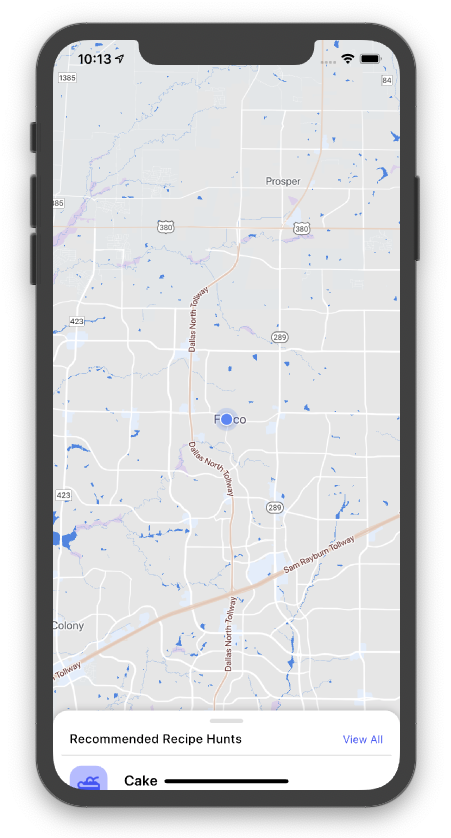 10:13
1385
84
Prosper
385
380
380
Dallas North Tollway
423
289
F co
Dallas North Tollway
423
289
Sam Rayburn Tollway
Dallas North Tollway
Colony
Tollway
Recommended Recipe Hunts
View All
Cake